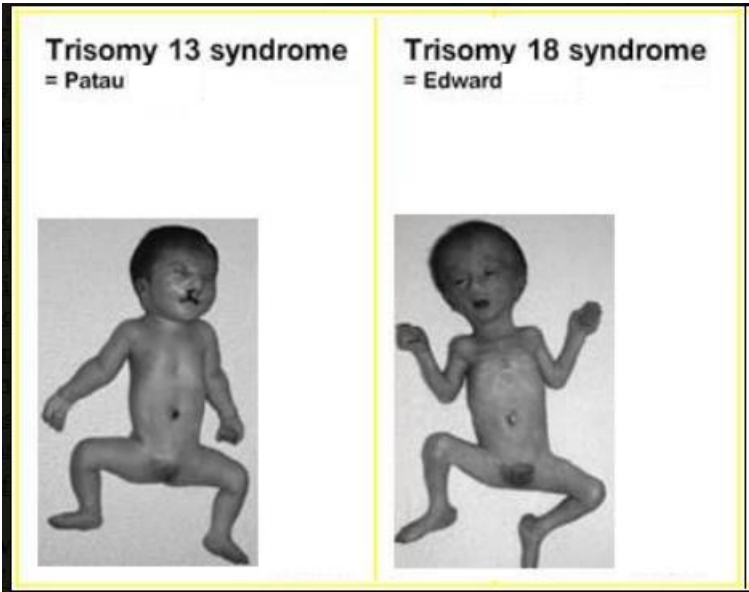 Trisomy 13 syndrome
= Patau
Trisomy 18 syndrome
= Edward